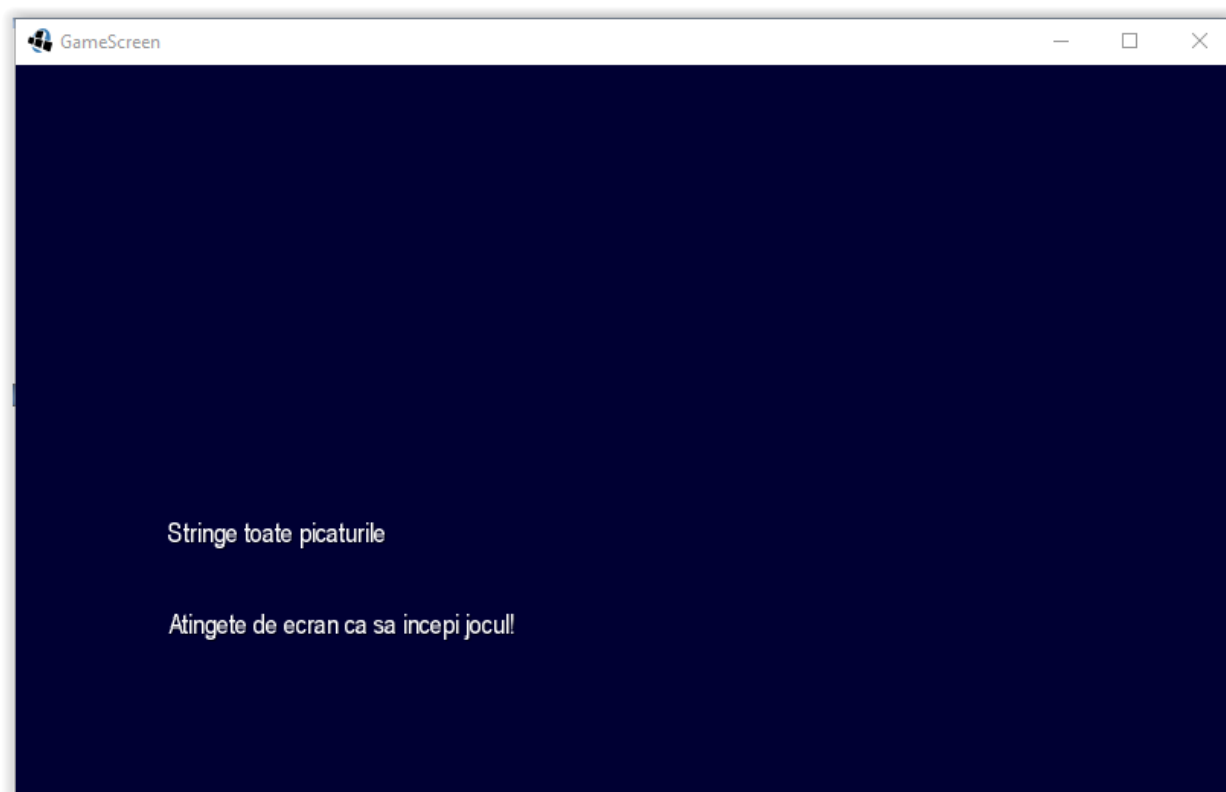 GameScreen
Stringe toate picaturile
Atingete de ecran ca sa incepi jocul!